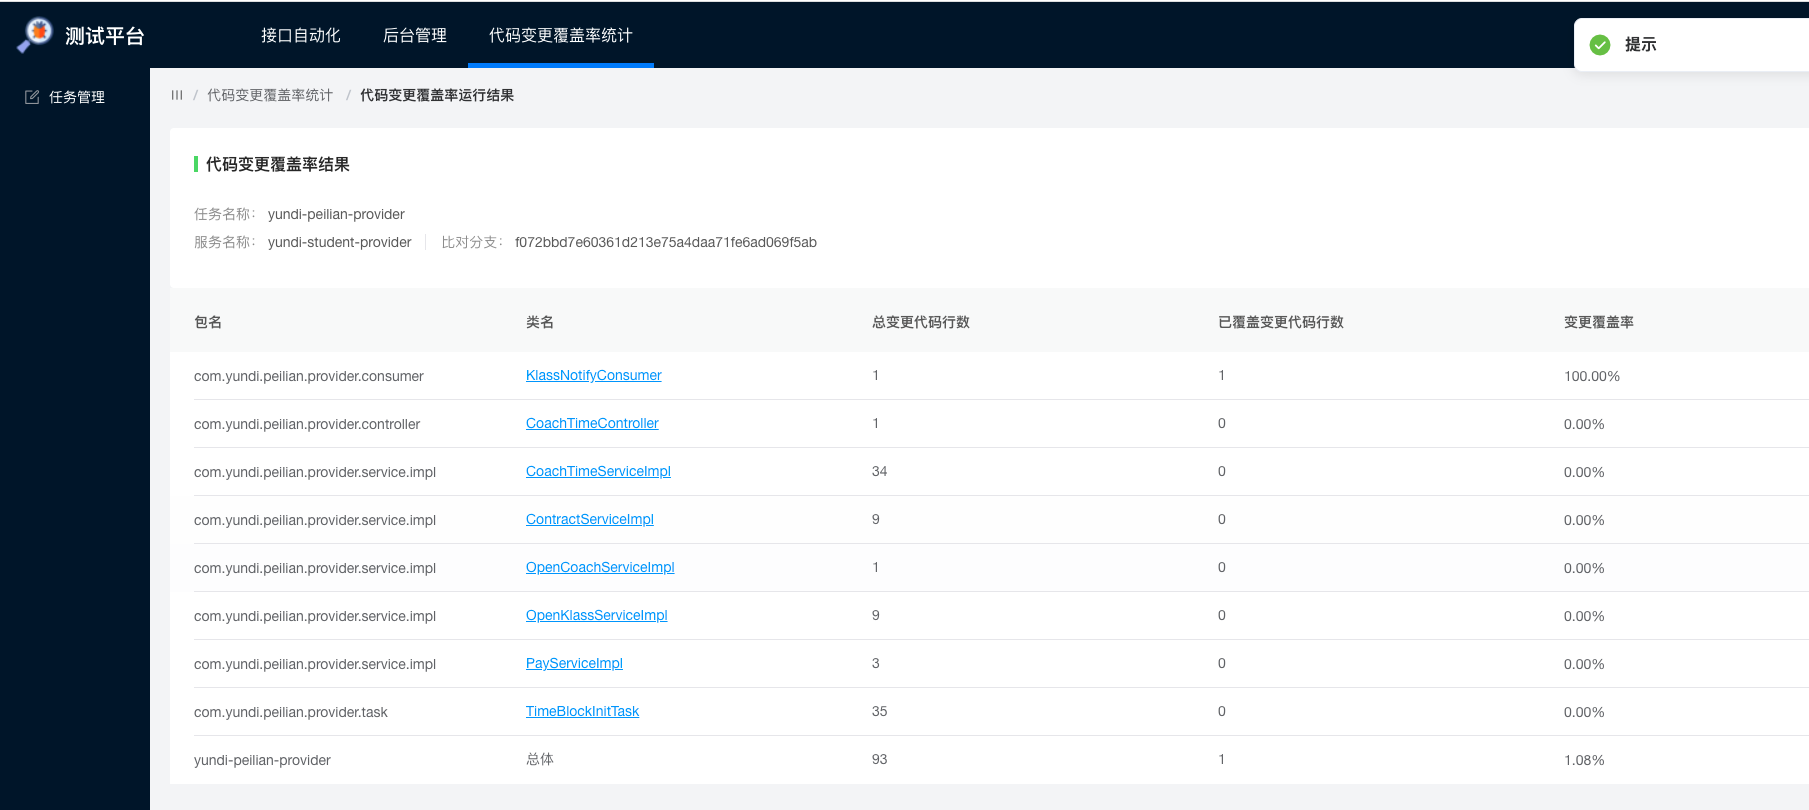 测试平台
接口自动化 后台管理 代码变更覆盖率统计
提示
任务管理
/ 代码变更覆盖率统计 / 代码变更覆盖率运行结果
代码变更覆盖率结果
任务名称： yundi-peilian-provider
服务名称： yundi-student-provider 比对分支： f072bbd7e60361d213e75a4daa71fe6ad069f5ab
包名 类名 总变更代码行数 已覆盖变更代码行数 变更覆盖率
com.yundi.peilian.provider.consumer KlassNotifyConsumer 1 1 100.00%
com.yundi.peilian.provider.controller CoachTimeController 1 0 0.00%
com.yundi.peilian.provider.service.impl CoachTimeServiceImpl 34 0 0.00%
com.yundi.peilian.provider.service.impl ContractServiceImpl 9 0 0.00%
com.yundi.peilian.provider.service.impl OpenCoachServiceImpl 1 0 0.00%
com.yundi.peilian.provider.service.impl OpenKlassServiceImpl 9 0 0.00%
com.yundi.peilian.provider.service.impl PayServiceImpl 3 0 0.00%
com.yundi.peilian.provider.task TimeBlockInitTask 35 0 0.00%
yundi-peilian-provider 总体 93 1 1.08%